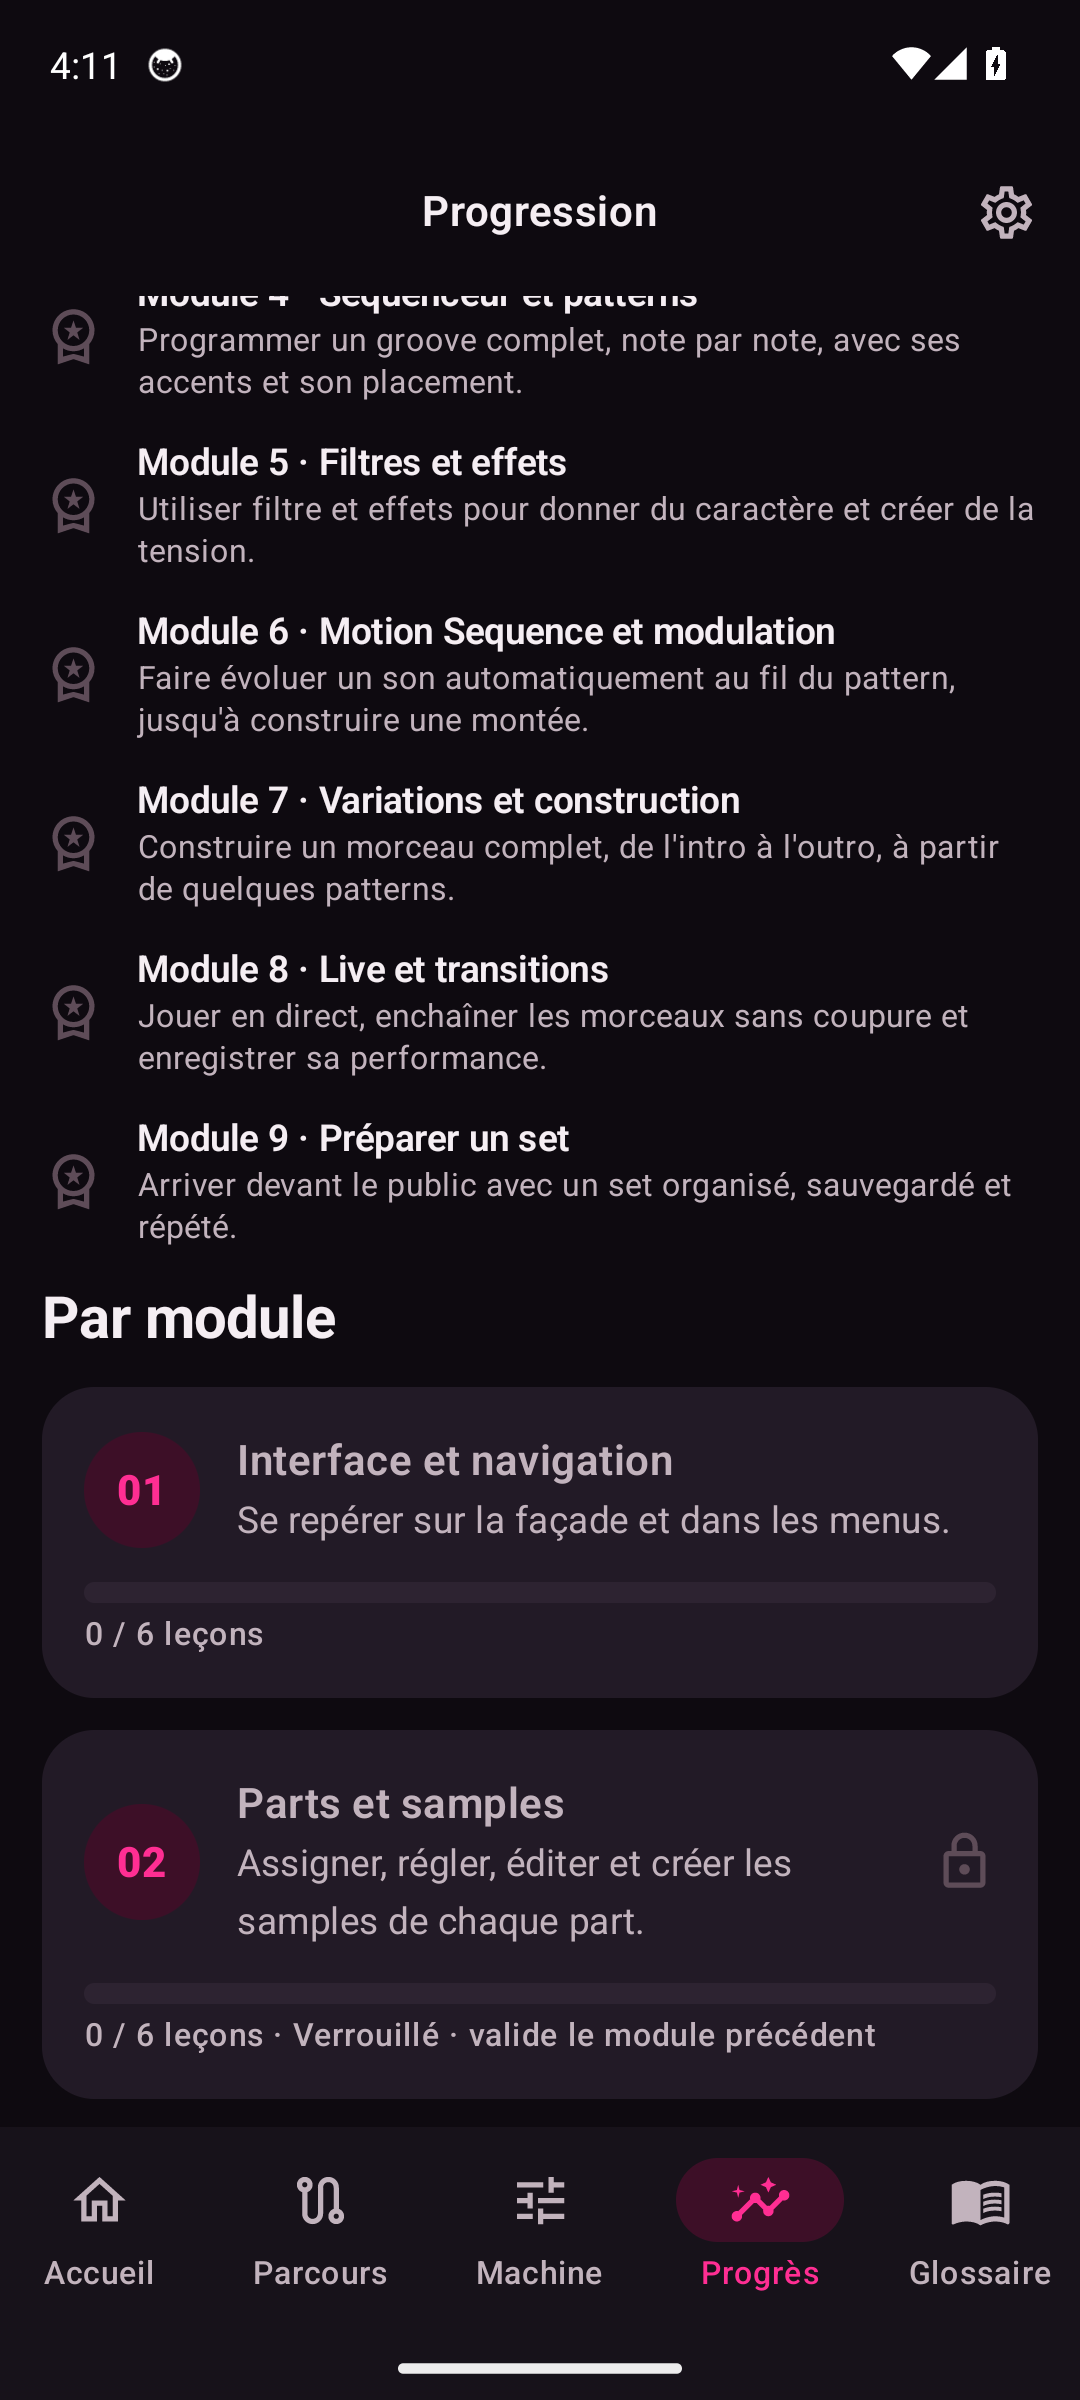 4:11
Progression
Module 4 · Séquenceur et patterns
Programmer un groove complet, note par note, avec ses
accents et son placement.
Module 5 · Filtres et effets
Utiliser filtre et effets pour donner du caractère et créer de la
tension.
Module 6 · Motion Sequence et modulation
Faire évoluer un son automatiquement au fil du pattern,
jusqu'à construire une montée.
Module 7 · Variations et construction
Construire un morceau complet, de l'intro à l'outro, à partir
de quelques patterns.
Module 8 · Live et transitions
Jouer en direct, enchaîner les morceaux sans coupure et
enregistrer sa performance.
Module 9 · Préparer un set
Arriver devant le public avec un set organisé, sauvegardé et
répété.
Par module
01
Interface et navigation
Se repérer sur la façade et dans les menus.
0 / 6 leçons
02
Parts et samples
Assigner, régler, éditer et créer les
samples de chaque part.
0 / 6 leçons · Verrouillé · valide le module précédent
Accueil
Parcours
Machine
Progrès
Glossaire